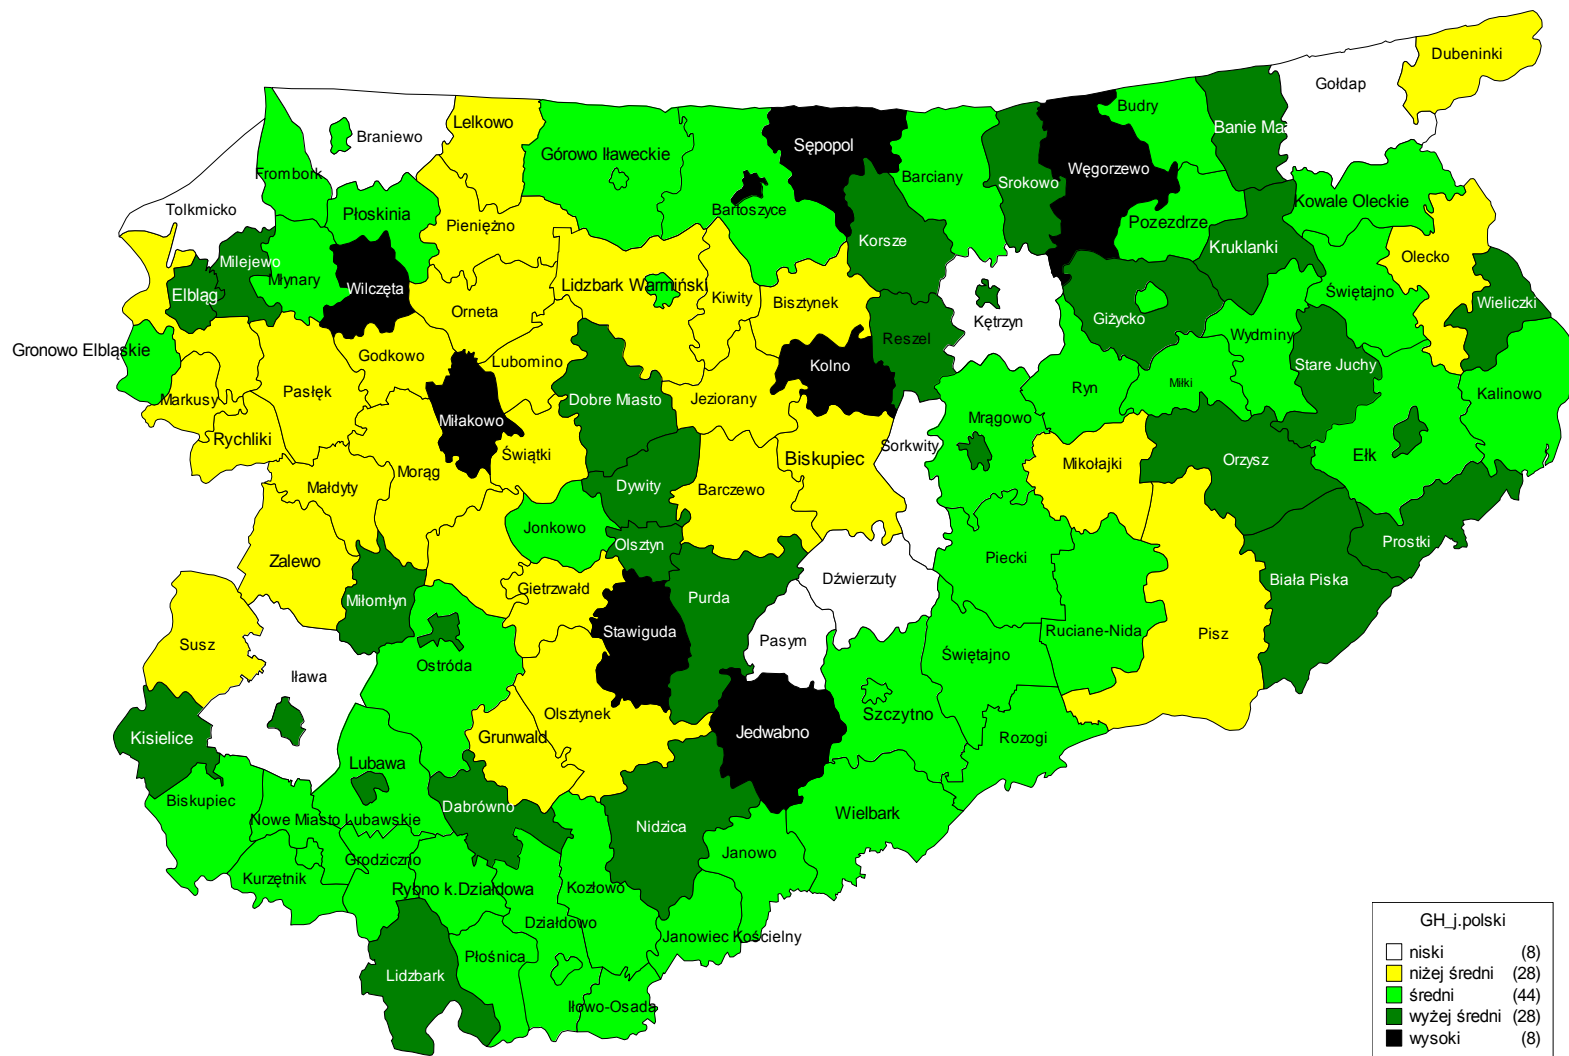 Dubeninki
Gołdap
Budry
Banie Ma
Lelkowo
Braniewo
Sępopol
Górowo Iławeckie
Węgorzewo
Frombork
Barciany
Srokowo
Kowale Oleckie
Tolkmicko
Płoskinia
Bartoszyce
Pozezdrze
Pieniężno
Korsze
Kruklanki
Olecko
Milejewo
Młynary
Elbląg
Wilczęta
Lidzbark Warmiński
Kiwity
Bisztynek
Świętajno
Wieliczki
Orneta
Kętrzyn
Giżycko
Wydminy
Gronowo Elbląskie
Godkowo
Lubomino
Kolno
Reszel
Stare Juchy
Markusy
Pasłęk
Dobre Miasto
Jeziorany
Ryn
Miłki
Kalinowo
Miłakowo
Mrągowo
Rychliki
Świątki
Biskupiec
Sorkwity
Mikołajki
Orzysz
Ełk
Małdyty
Morąg
Dywity
Barczewo
Jonkowo
Olsztyn
Prostki
Zalewo
Piecki
Gietrzwałd
Dźwierzuty
Biała Piska
Miłomłyn
Purda
Susz
Stawiguda
Pasym
Ruciane-Nida
Pisz
Iława
Ostróda
Świętajno
Olsztynek
Szczytno
Kisielice
Grunwald
Jedwabno
Rozogi
Lubawa
Biskupiec
Dabrówno
Nowe Miasto Lubawskie
Nidzica
Wielbark
Grodziczno
Janowo
Kurzętnik
Rybno k.Działdowa
Kozłowo
Działdowo
Janowiec Kościelny
Płośnica
Lidzbark
Iłowo-Osada
GH_j.polski
niski (8)
niżej średni (28)
średni (44)
wyżej średni (28)
wysoki (8)